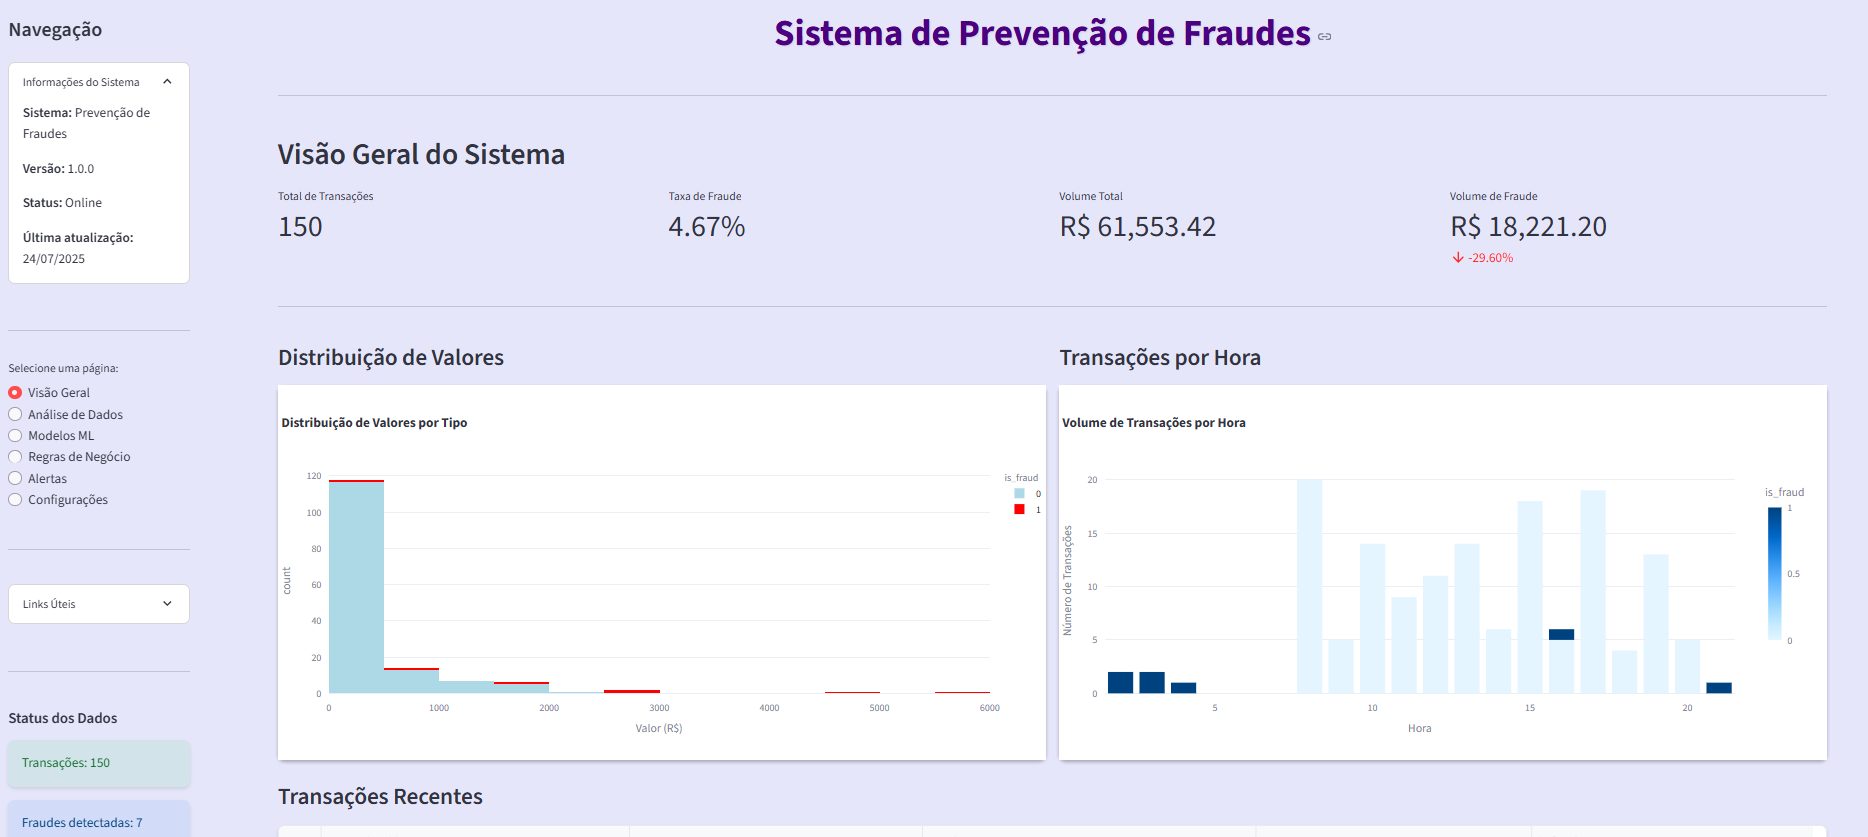 Navegação
Informações do Sistema
Sistema: Prevenção de
Fraudes
Versão: 1.0.0
Status: Online
Última atualização:
24/07/2025
Selecione uma página:
Visão Geral
Análise de Dados
Modelos ML
Regras de Negócio
Alertas
Configurações
Links Úteis
Status dos Dados
Transações: 150
Fraudes detectadas: 7
Sistema de Prevenção de Fraudes
Visão Geral do Sistema
Total de Transações
150
Taxa de Fraude
4.67%
Volume Total
R$ 61,553.42
Volume de Fraude
R$ 18,221.20
-29.60%
Distribuição de Valores
Distribuição de Valores por Tipo
count
120
100
80
60
40
20
0
0 1000 2000 3000 4000 5000 6000
Valor (R$)
is_fraud
0
1
Transações por Hora
Volume de Transações por Hora
Número de Transações
20
15
10
5
0
5 10 15 20
Hora
is_fraud
1
0.5
0
Transações Recentes